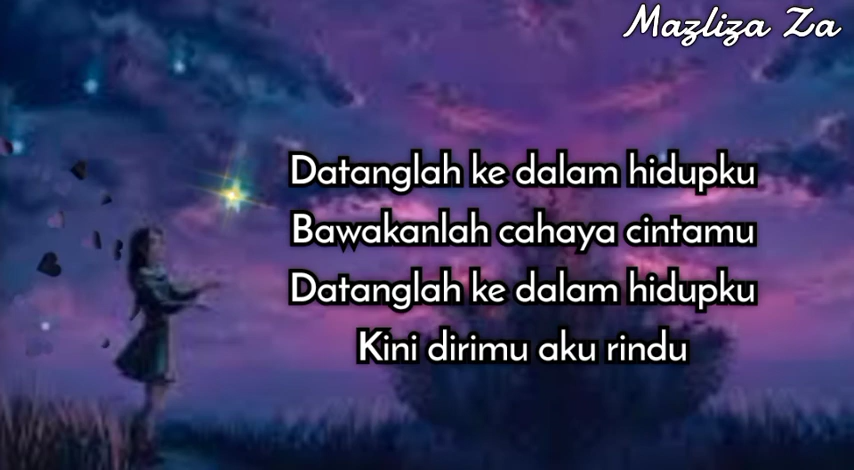 Mazliza Za
Datanglah ke dalam hidupku
Bawakanlah cahaya cintamu
Datanglah ke dalam hidupku
Kini dirimu aku rindu